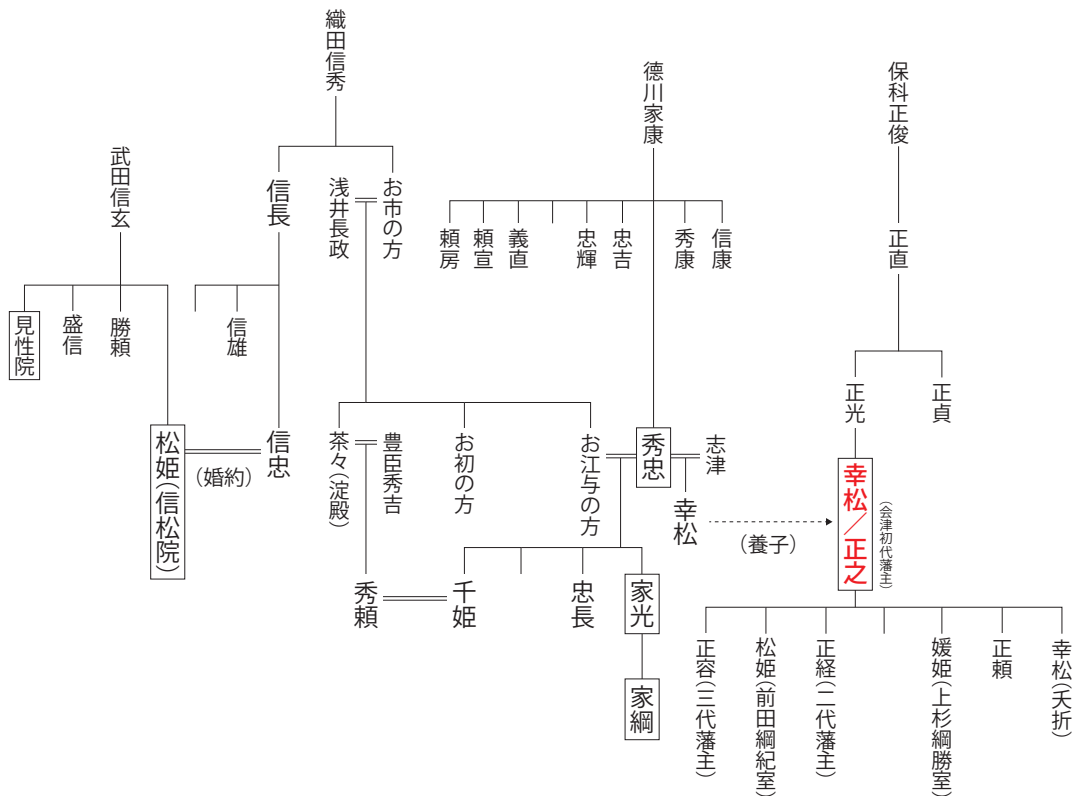 織田信秀
信長
お市の方
浅井長政
武田信玄
見性院
盛信
勝頼
松姫(信松院)
(婚約)
信雄
信忠
茶々(淀殿)
豊臣秀吉
お初の方
お江与の方
秀頼
千姫
忠長
家光
家綱
徳川家康
頼房
頼宣
義直
忠輝
忠吉
秀康
信康
秀忠
志津
幸松
(養子)
保科正俊
正直
正光
正貞
幸松/正之
(会津初代藩主)
正容(三代藩主)
松姫(前田綱紀室)
正経(二代藩主)
媛姫(上杉綱勝室)
正頼
幸松(夭折)